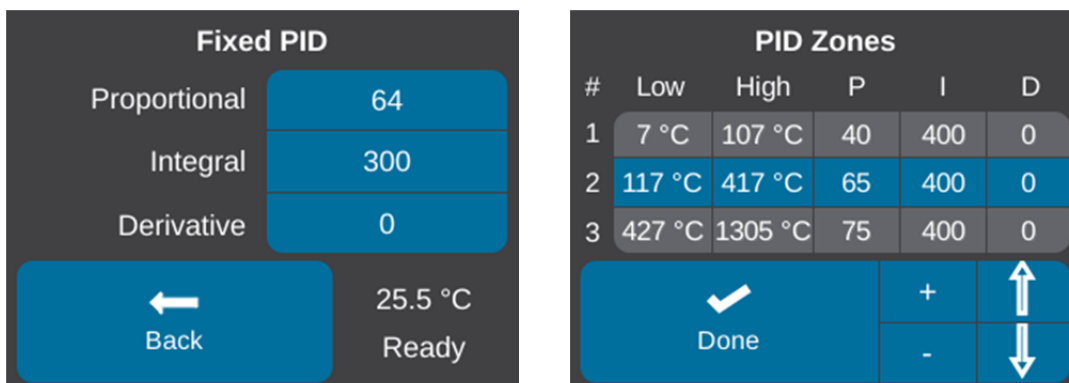 Fixed PID
Proportional 64
Integral 300
Derivative 0
Back
25.5 °C
Ready
PID Zones
# Low High P I D
1 7 °C 107 °C 40 400 0
2 117 °C 417 °C 65 400 0
3 427 °C 1305 °C 75 400 0
Done
+
-